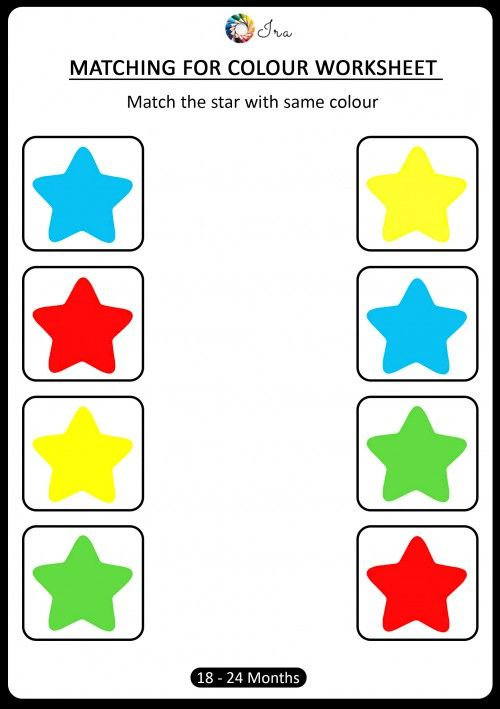 Ira
MATCHING FOR COLOUR WORKSHEET
Match the star with same colour
18 - 24 Months